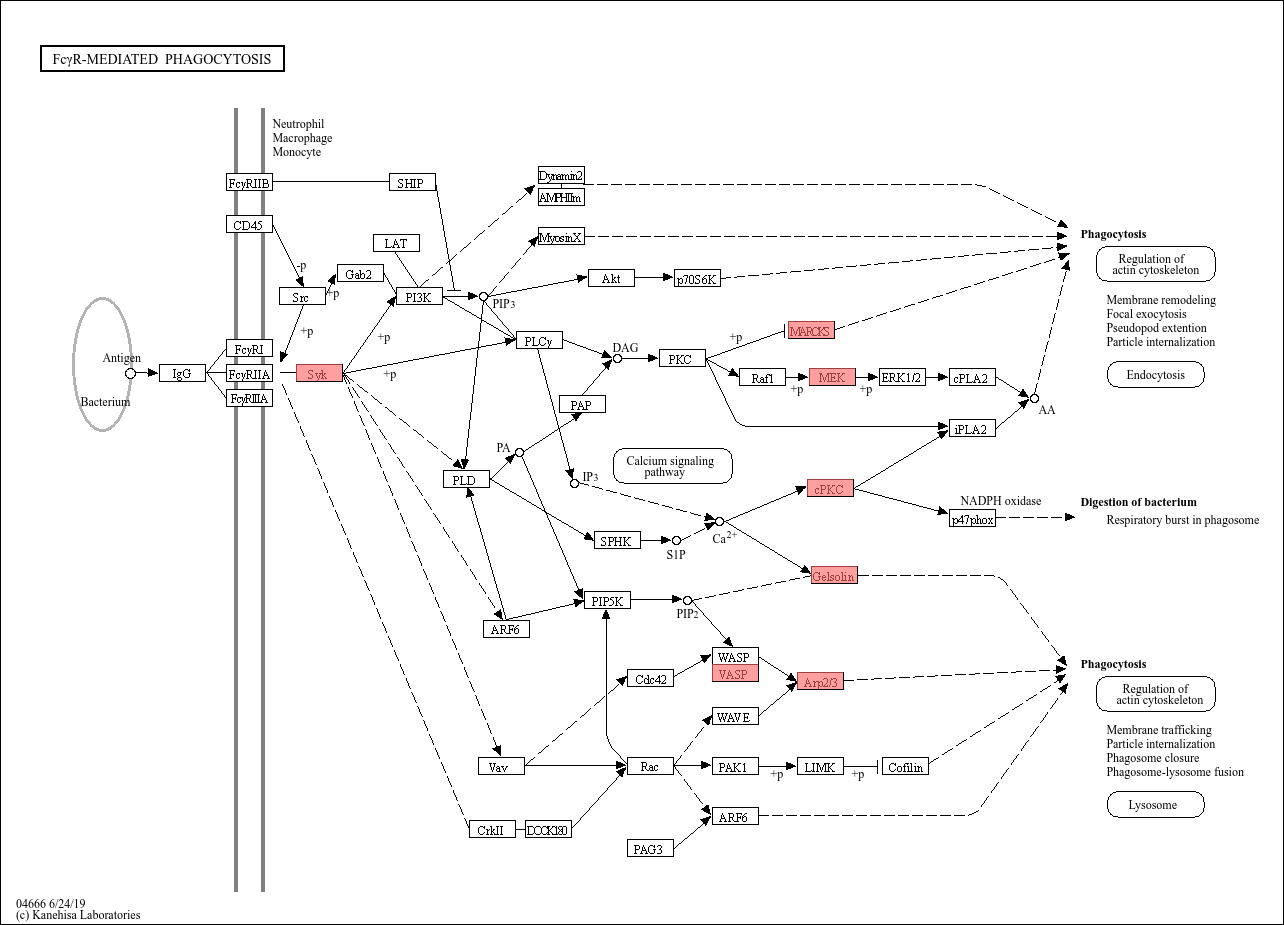 FcγR-MEDIATED PHAGOCYTOSIS
Neutrophil
Macrophage
Monocyte
FcγRIIB
SHIP
Dynamin2
AMPHIIm
CD45
LAT
MyosinX
Phagocytosis
Regulation of
actin cytoskeleton
-p
Gab2
Akt
p70S6K
Src
+p
PI3K
PIP3
Membrane remodeling
Focal exocytosis
Pseudopod extention
Particle internalization
+p
+p
PLCγ
+p
MARCKS
FcγRI
DAG
PKC
Antigen
IgG
FcγRIIA
Syk
+p
Raf1
+p
MEK
+p
ERK1/2
cPLA2
Endocytosis
Bacterium
FcγRIIIA
PAP
AA
iPLA2
PA
Calcium signaling
pathway
PLD
IP3
cPKC
NADPH oxidase
p47phox
Digestion of bacterium
Respiratory burst in phagosome
SPHK
S1P
Ca2+
Gelsolin
PIP5K
PIP2
ARF6
WASP
VASP
Cdc42
Arp2/3
Phagocytosis
Regulation of
actin cytoskeleton
WAVE
Membrane trafficking
Particle internalization
Phagosome closure
Phagosome-lysosome fusion
Vav
Rac
PAK1
+p
LIMK
+p
Cofilin
Lysosome
CrkII
DOCK180
ARF6
PAG3
04666 6/24/19
(c) Kanehisa Laboratories